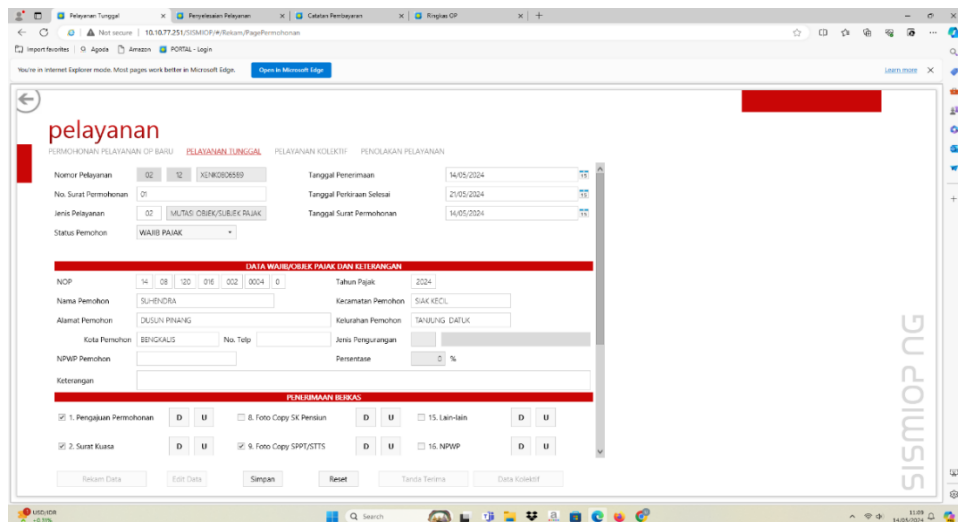 Pelayanan Tunggal Penyelesaian Pelayanan Catatan Pembayaran Ringkas OP
Not secure 10.10.77.251/SISMIOP/#/Rekam/PagePermohonan
Import favorites Agoda Amazon PORTAL - Login
You're in Internet Explorer mode. Most pages work better in Microsoft Edge. Open in Microsoft Edge Learn more
pelayanan
PERMOHONAN PELAYANAN OP BARU PELAYANAN TUNGGAL PELAYANAN KOLEKTIF PENOLAKAN PELAYANAN
Nomor Pelayanan 02 12 XENK0806589 Tanggal Penerimaan 14/05/2024 15
No. Surat Permohonan 01 Tanggal Perkiraan Selesai 21/05/2024 15
Jenis Pelayanan 02 MUTASI OBJEK/SUBJEK PAJAK Tanggal Surat Permohonan 14/05/2024 15
Status Pemohon WAJIB PAJAK
DATA WAJIB/OBJEK PAJAK DAN KETERANGAN
NOP 14 08 120 016 002 0004 0 Tahun Pajak 2024
Nama Pemohon SUHENDRA Kecamatan Pemohon SIAK KECIL
Alamat Pemohon DUSUN PINANG Kelurahan Pemohon TANJUNG DATUK
Kota Pemohon BENGKALIS No. Telp Jenis Pengurangan
NPWP Pemohon Persentase 0 %
Keterangan
PENERIMAAN BERKAS
1. Pengajuan Permohonan D U 8. Foto Copy SK Pensiun D U 15. Lain-lain D U
2. Surat Kuasa D U 9. Foto Copy SPPT/STTS D U 16. NPWP D U
Rekam Data Edit Data Simpan Reset Tanda Terima Data Kolektif
SISMIOP NG
USD/IDR
Search
11:09
14/05/2024